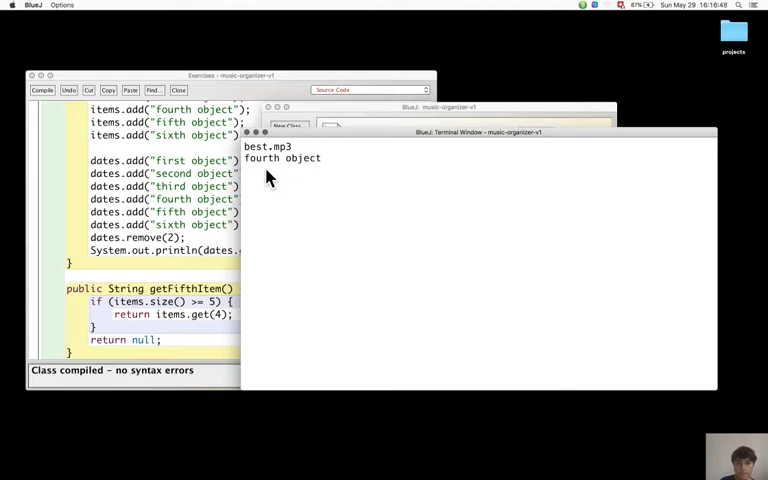 BlueJ Options 87% Sun May 29 16:16:48
projects
Exercises - music-organizer-v1
Compile Undo Cut Copy Paste Find... Close Source Code
items.add("fourth object");
items.add("fifth object");
items.add("sixth object");
dates.add("first object")
dates.add("second object")
dates.add("third object")
dates.add("fourth object")
dates.add("fifth object")
dates.add("sixth object")
dates.remove(2);
System.out.println(dates.
}
public String getFifthItem()
if (items.size() >= 5) {
return items.get(4);
}
return null;
}
Class compiled - no syntax errors
BlueJ: music-organizer-v1
New Class...
BlueJ: Terminal Window - music-organizer-v1
best.mp3
fourth object